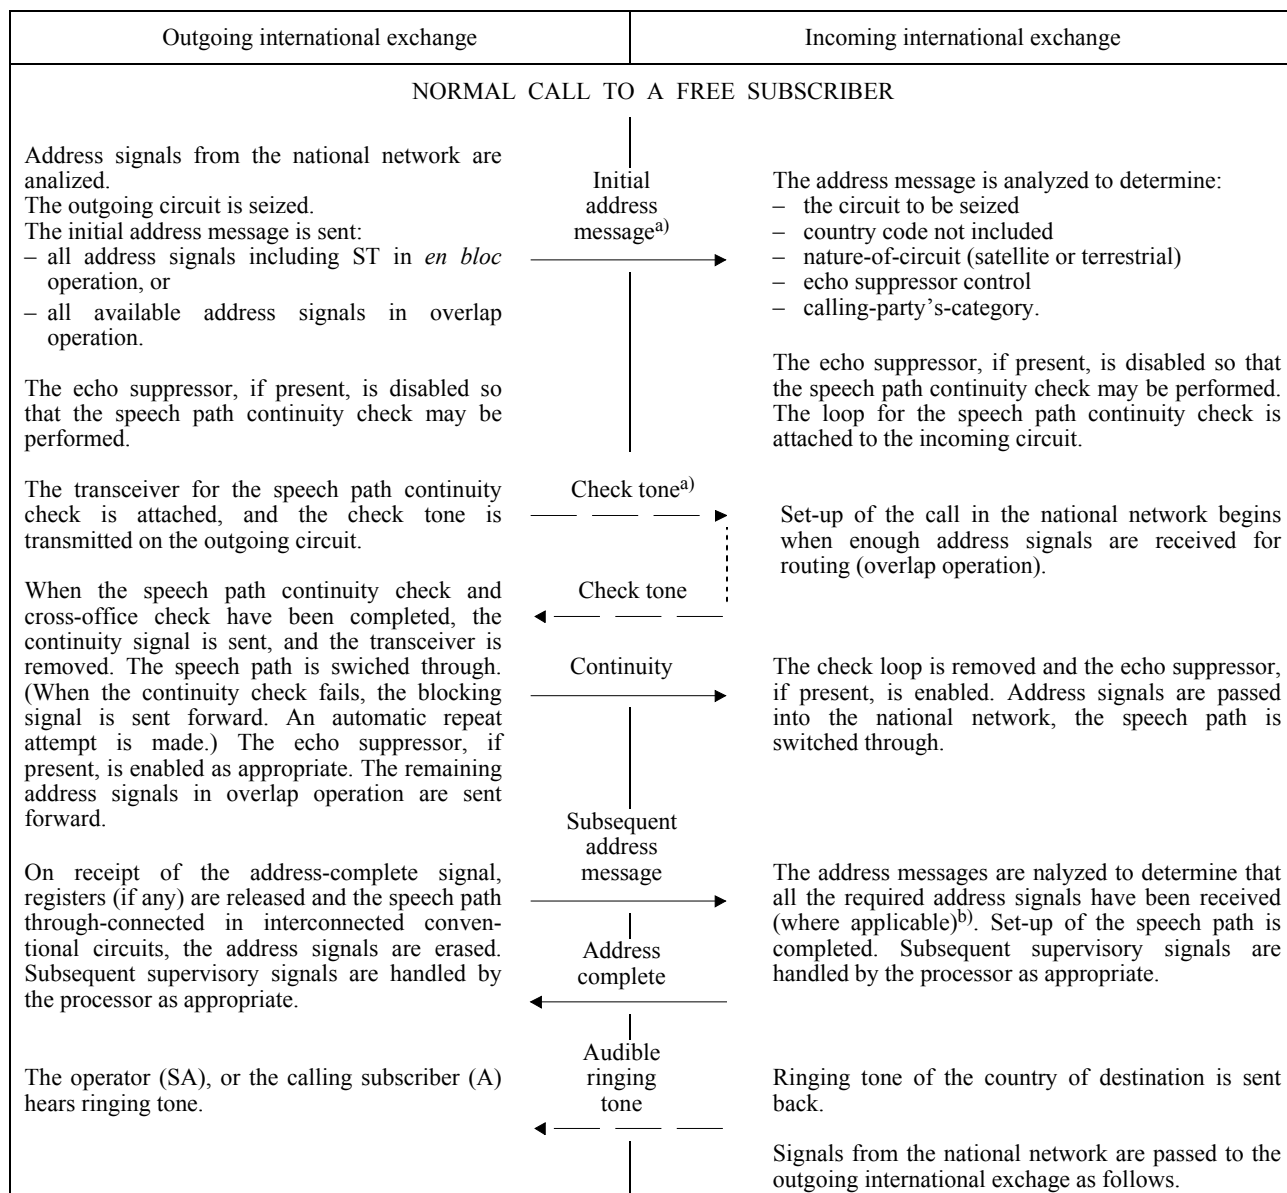 Outgoing international exchange
Incoming international exchange
NORMAL CALL TO A FREE SUBSCRIBER
Address signals from the national network are
analized.
The outgoing circuit is seized.
The initial address message is sent:
– all address signals including ST in en bloc
operation, or
– all available address signals in overlap
operation.
Initial
address
messagea)
The address message is analyzed to determine:
– the circuit to be seized
– country code not included
– nature-of-circuit (satellite or terrestrial)
– echo suppressor control
– calling-party's-category.
The echo suppressor, if present, is disabled so
that the speech path continuity check may be
performed.
The echo suppressor, if present, is disabled so that
the speech path continuity check may be performed.
The loop for the speech path continuity check is
attached to the incoming circuit.
The transceiver for the speech path continuity
check is attached, and the check tone is
transmitted on the outgoing circuit.
Check tonea)
Set-up of the call in the national network begins
when enough address signals are received for
routing (overlap operation).
When the speech path continuity check and
cross-office check have been completed, the
continuity signal is sent, and the transceiver is
removed. The speech path is swiched through.
(When the continuity check fails, the blocking
signal is sent forward. An automatic repeat
attempt is made.) The echo suppressor, if
present, is enabled as appropriate. The remaining
address signals in overlap operation are sent
forward.
Check tone
Continuity
The check loop is removed and the echo suppressor,
if present, is enabled. Address signals are passed
into the national network, the speech path is
switched through.
Subsequent
address
message
On receipt of the address-complete signal,
registers (if any) are released and the speech path
through-connected in interconnected conven-
tional circuits, the address signals are erased.
Subsequent supervisory signals are handled by
the processor as appropriate.
The address messages are nalyzed to determine that
all the required address signals have been received
(where applicable)b). Set-up of the speech path is
completed. Subsequent supervisory signals are
handled by the processor as appropriate.
Address
complete
Audible
ringing
tone
The operator (SA), or the calling subscriber (A)
hears ringing tone.
Ringing tone of the country of destination is sent
back.
Signals from the national network are passed to the
outgoing international exchage as follows.